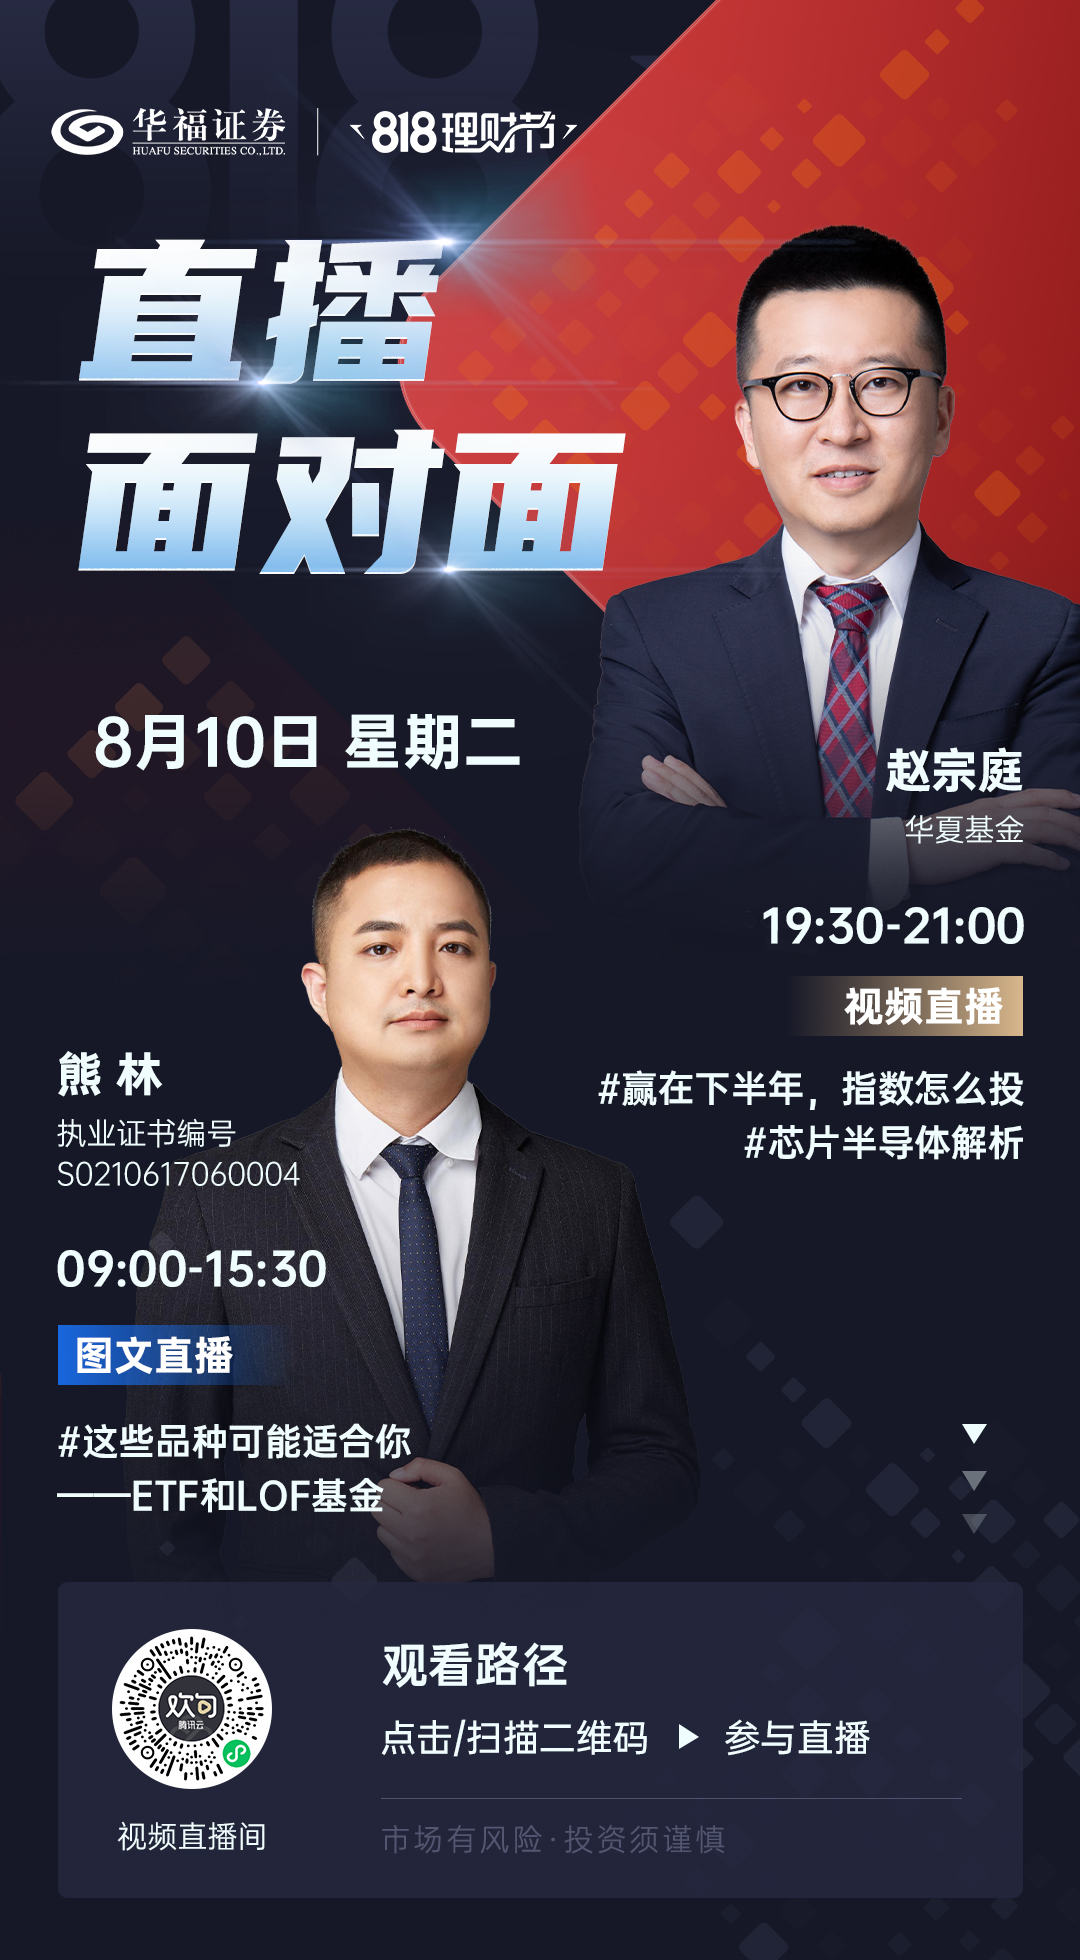 华福证券
HUAFU SECURITIES CO.,LTD.
818理财节
直播
面对面
8月10日 星期二
赵宗庭
华夏基金
19:30-21:00
视频直播
#赢在下半年，指数怎么投
#芯片半导体解析
熊 林
执业证书编号
S0210617060004
09:00-15:30
图文直播
#这些品种可能适合你
——ETF和LOF基金
观看路径
点击/扫描二维码 ▶ 参与直播
欢句
腾讯云
视频直播间
市场有风险·投资须谨慎